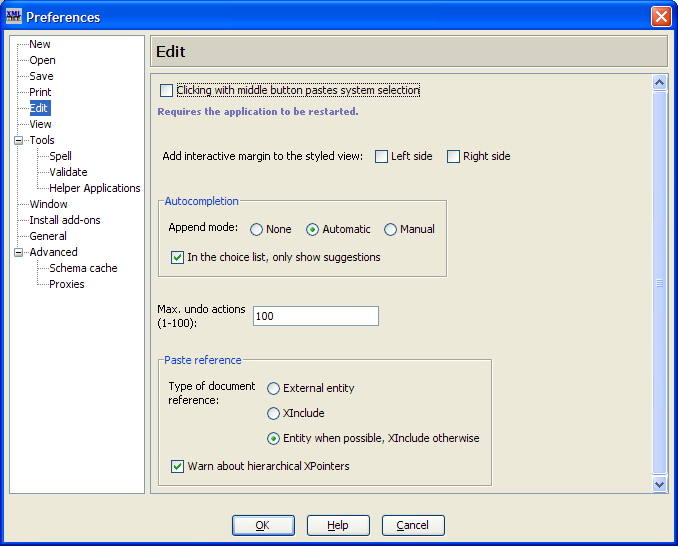 Preferences
New
Open
Save
Print
Edit
View
Tools
Spell
Validate
Helper Applications
Window
Install add-ons
General
Advanced
Schema cache
Proxies
Edit
Clicking with middle button pastes system selection
Requires the application to be restarted.
Add interactive margin to the styled view: Left side Right side
Autocompletion
Append mode: None Automatic Manual
In the choice list, only show suggestions
Max. undo actions
(1-100): 100
Paste reference
Type of document
reference:
External entity
XInclude
Entity when possible, XInclude otherwise
Warn about hierarchical XPointers
OK Help Cancel